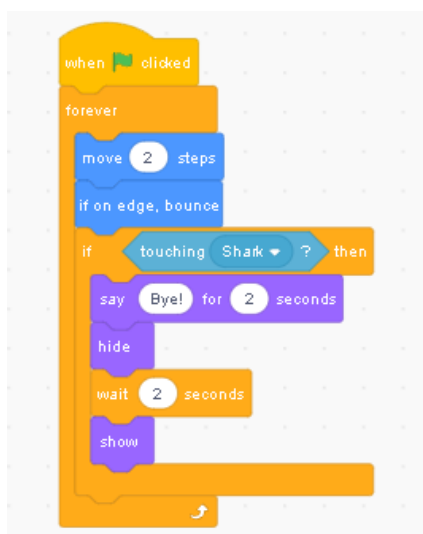 when clicked
forever
move 2 steps
if on edge, bounce
if touching Shark ? then
say Bye! for 2 seconds
hide
wait 2 seconds
show